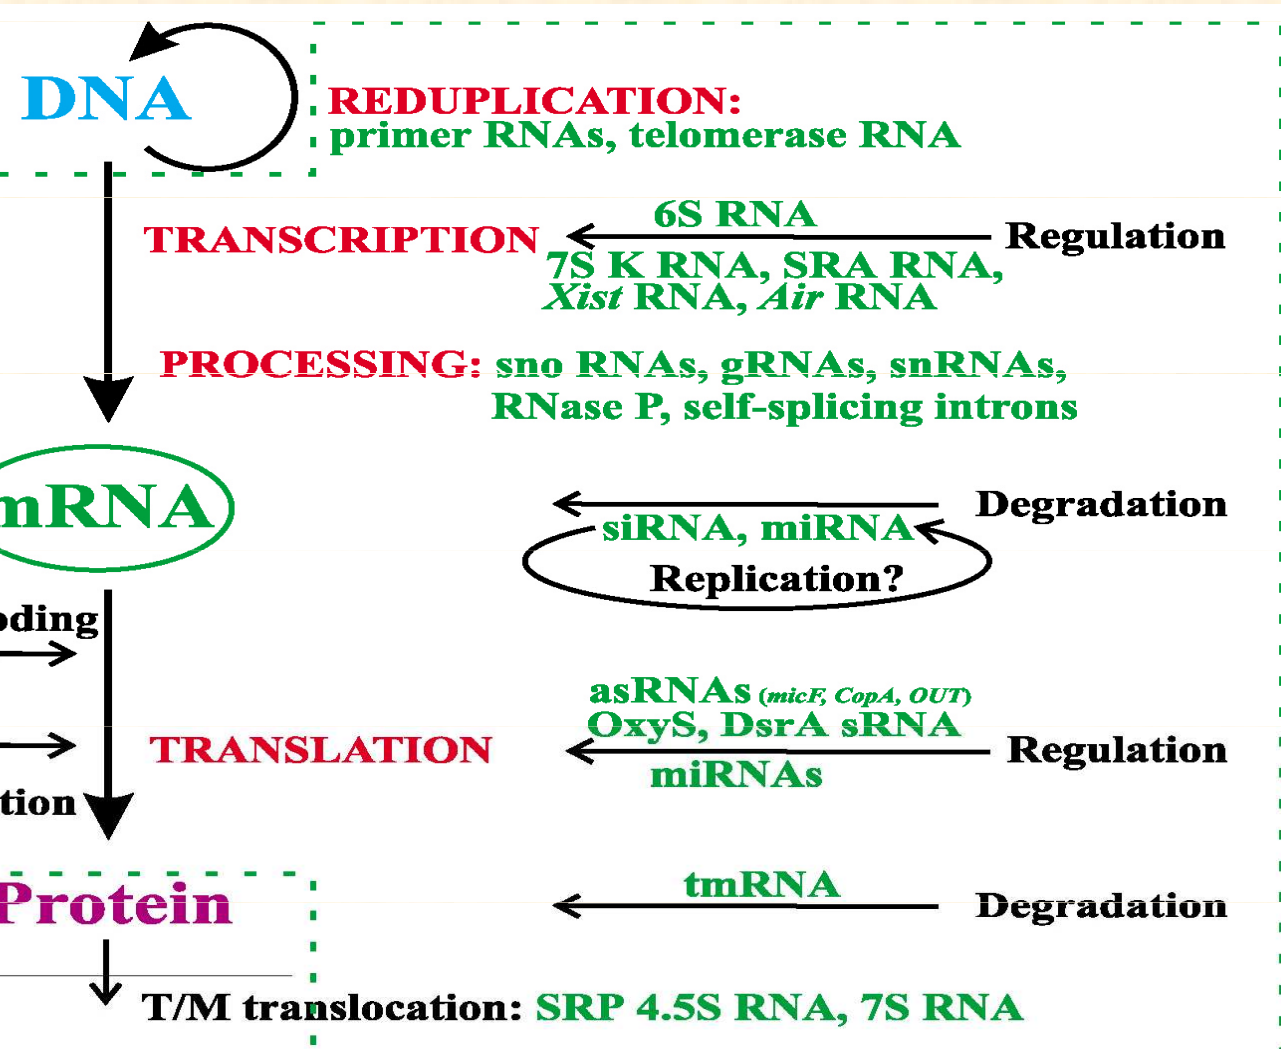 DNA
REDUPLICATION:
primer RNAs, telomerase RNA
6S RNA
TRANSCRIPTION
Regulation
7S K RNA, SRA RNA,
Xist RNA, Air RNA
PROCESSING: sno RNAs, gRNAs, snRNAs,
RNase P, self-splicing introns
mRNA
Degradation
siRNA, miRNA
Replication?
oding
asRNAs (micF, CopA, OUT)
OxyS, DsrA sRNA
TRANSLATION
Regulation
miRNAs
tion
tmRNA
Protein
Degradation
T/M translocation: SRP 4.5S RNA, 7S RNA